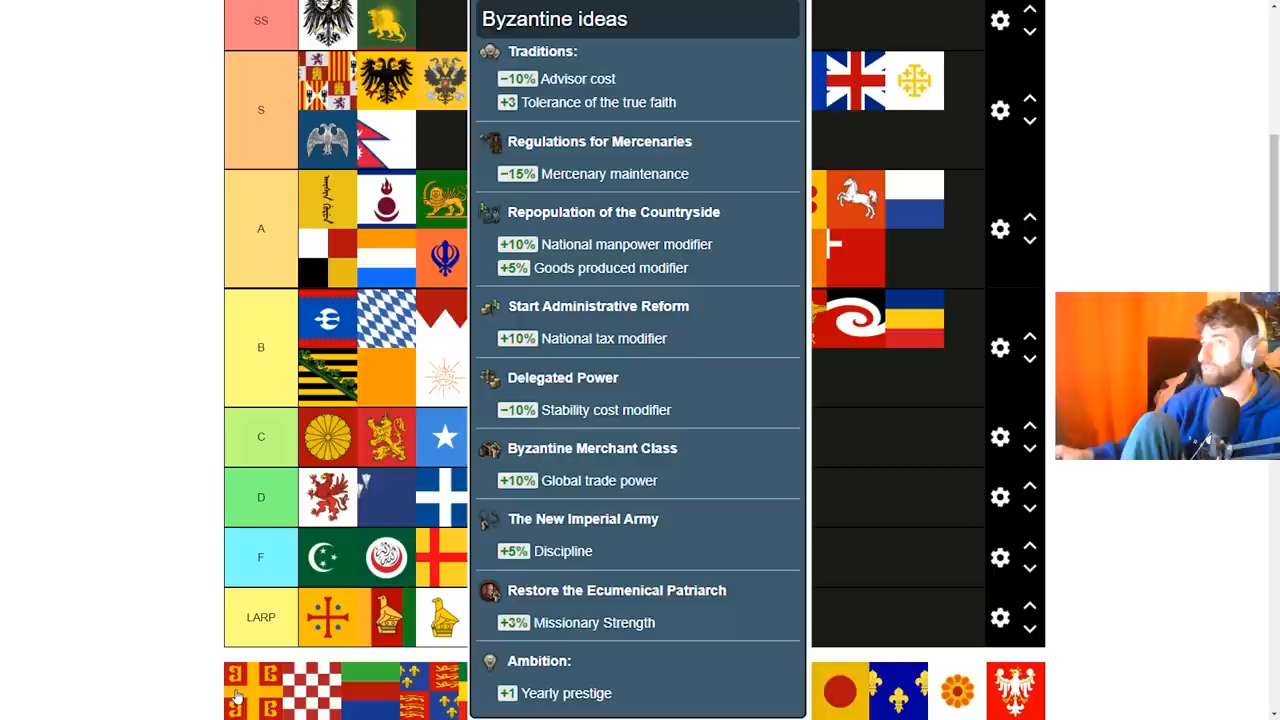 SS
S
A
B
C
D
F
LARP
Byzantine ideas
Traditions:
−10% Advisor cost
+3 Tolerance of the true faith
Regulations for Mercenaries
−15% Mercenary maintenance
Repopulation of the Countryside
+10% National manpower modifier
+5% Goods produced modifier
Start Administrative Reform
+10% National tax modifier
Delegated Power
−10% Stability cost modifier
Byzantine Merchant Class
+10% Global trade power
The New Imperial Army
+5% Discipline
Restore the Ecumenical Patriarch
+3% Missionary Strength
Ambition:
+1 Yearly prestige